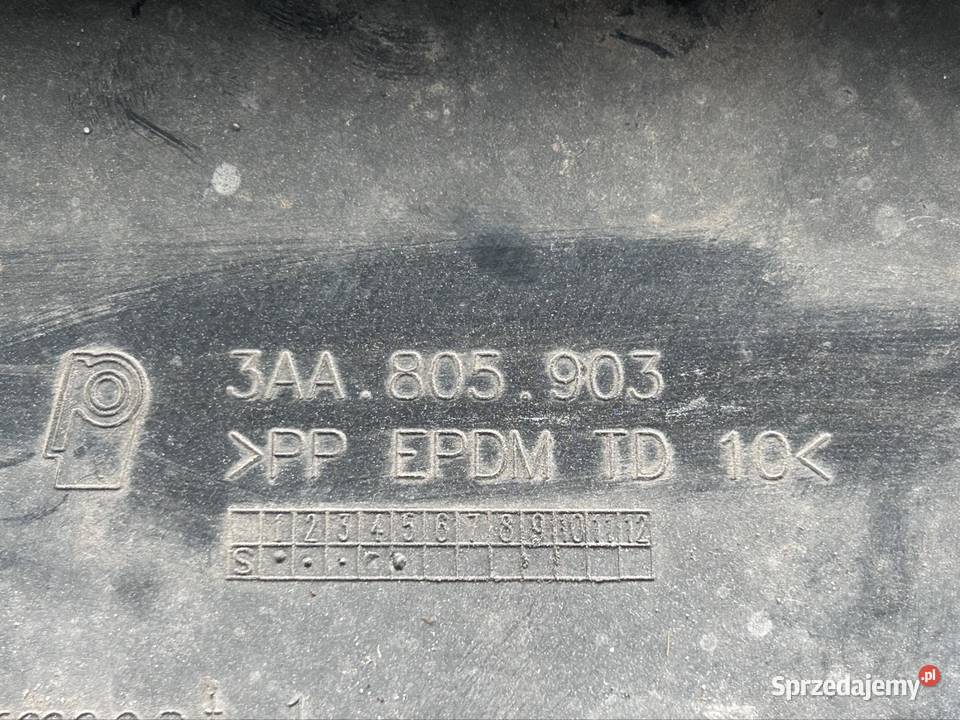 3AA.805.903
>PP EPDM TD 10<
1 2 3 4 5 6 7 8 9 10 11 12
S
1
Sprzedajemy.pl